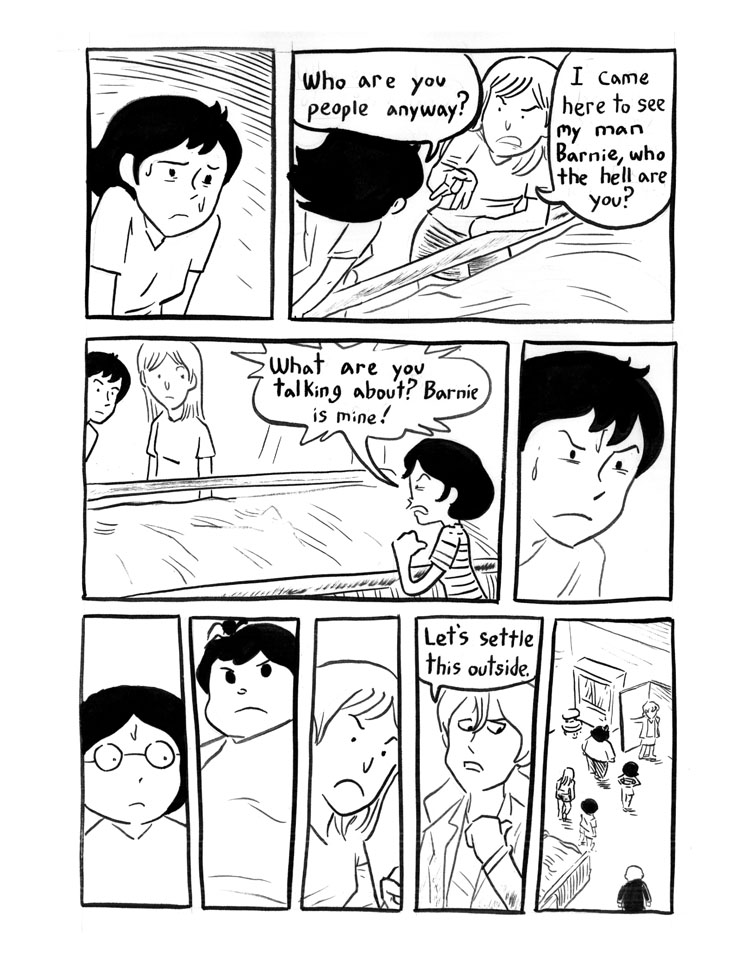 Who are you
people anyway?
I came
here to see
my man
Barnie, who
the hell are
you?
What are you
talking about? Barnie
is mine!
Let's settle
this outside.